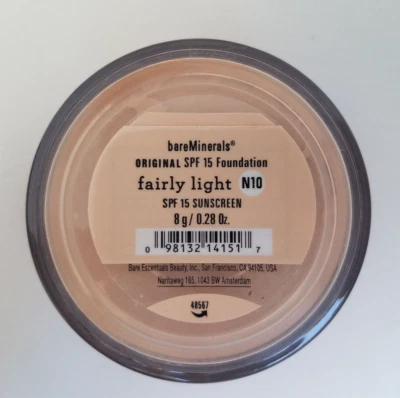 bareMinerals®
ORIGINAL SPF 15 Foundation
fairly light N10
SPF 15 SUNSCREEN
8 g / 0.28 Oz.
0 98132 14151 7
Bare Escentuals Beauty, Inc., San Francisco, CA 94105, USA
Naritaweg 165, 1043 BW Amsterdam
48567